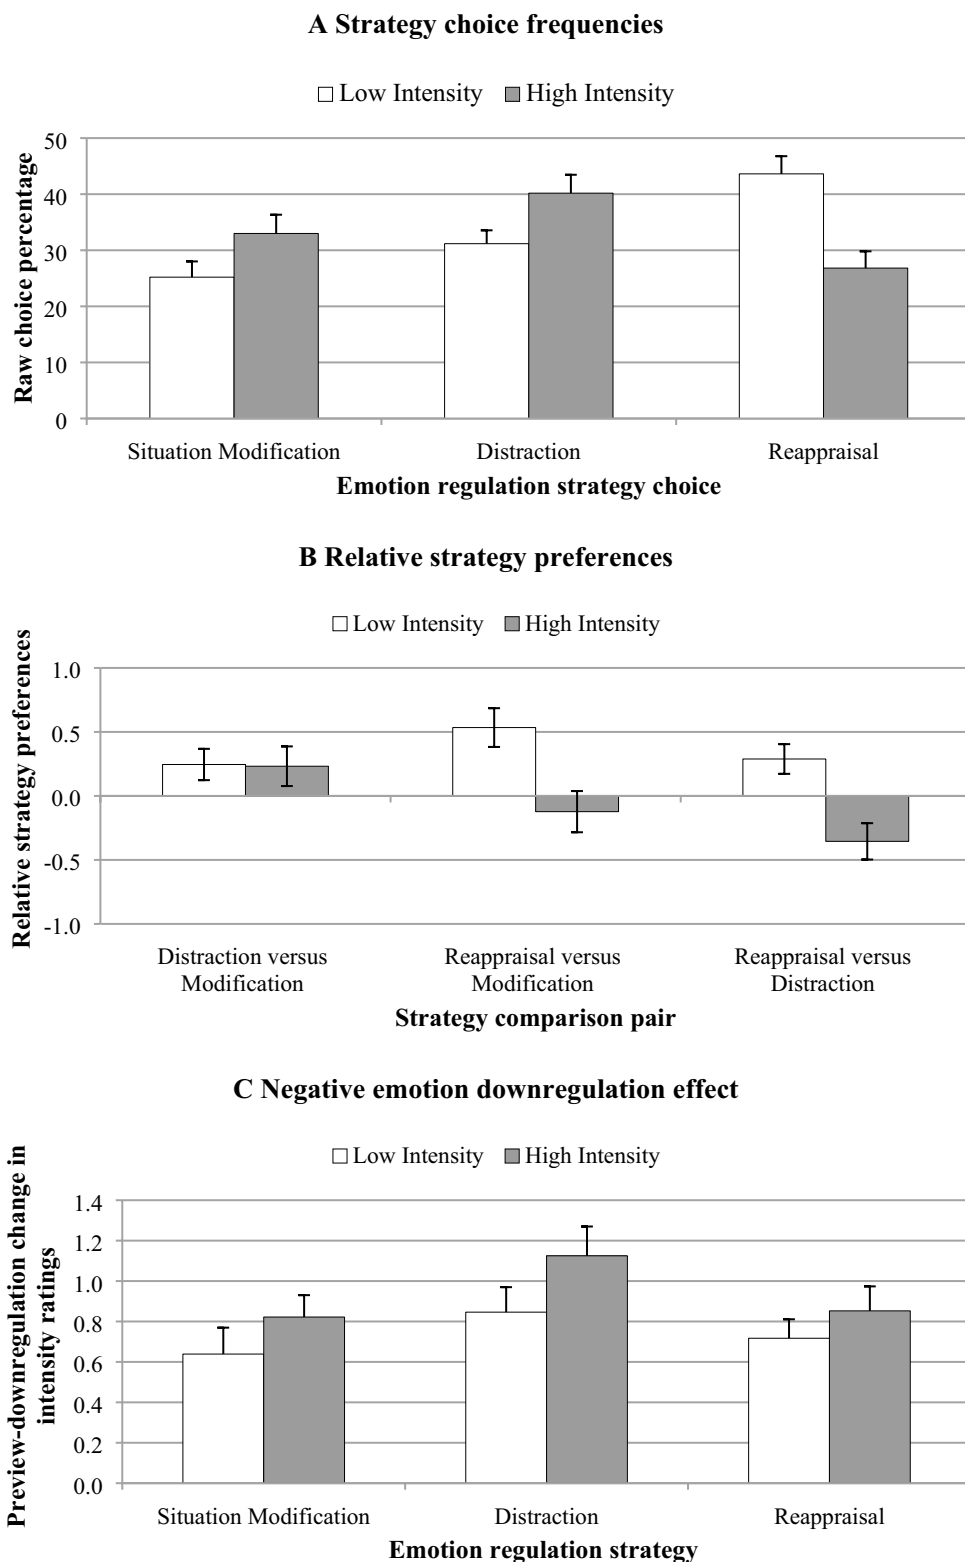 A Strategy choice frequencies
Low Intensity High Intensity
Raw choice percentage
50
40
30
20
10
0
Situation Modification Distraction Reappraisal
Emotion regulation strategy choice
B Relative strategy preferences
Low Intensity High Intensity
Relative strategy preferences
1.0
0.5
0.0
-0.5
-1.0
Distraction versus Modification
Reappraisal versus Modification
Reappraisal versus Distraction
Strategy comparison pair
C Negative emotion downregulation effect
Low Intensity High Intensity
Preview-downregulation change in
intensity ratings
1.4
1.2
1.0
0.8
0.6
0.4
0.2
0.0
Situation Modification Distraction Reappraisal
Emotion regulation strategy